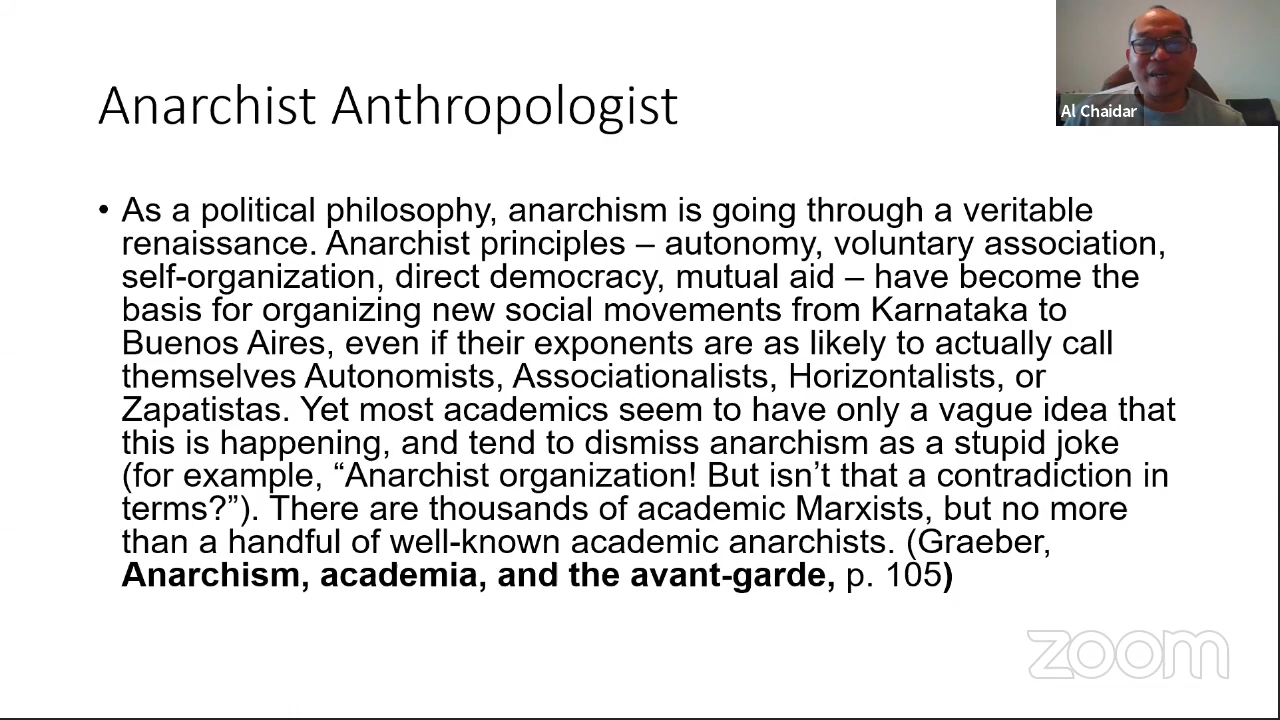 Anarchist Anthropologist
Al Chaidar
• As a political philosophy, anarchism is going through a veritable
renaissance. Anarchist principles – autonomy, voluntary association,
self-organization, direct democracy, mutual aid – have become the
basis for organizing new social movements from Karnataka to
Buenos Aires, even if their exponents are as likely to actually call
themselves Autonomists, Associationalists, Horizontalists, or
Zapatistas. Yet most academics seem to have only a vague idea that
this is happening, and tend to dismiss anarchism as a stupid joke
(for example, “Anarchist organization! But isn’t that a contradiction in
terms?”). There are thousands of academic Marxists, but no more
than a handful of well-known academic anarchists. (Graeber,
Anarchism, academia, and the avant-garde, p. 105)
zoom